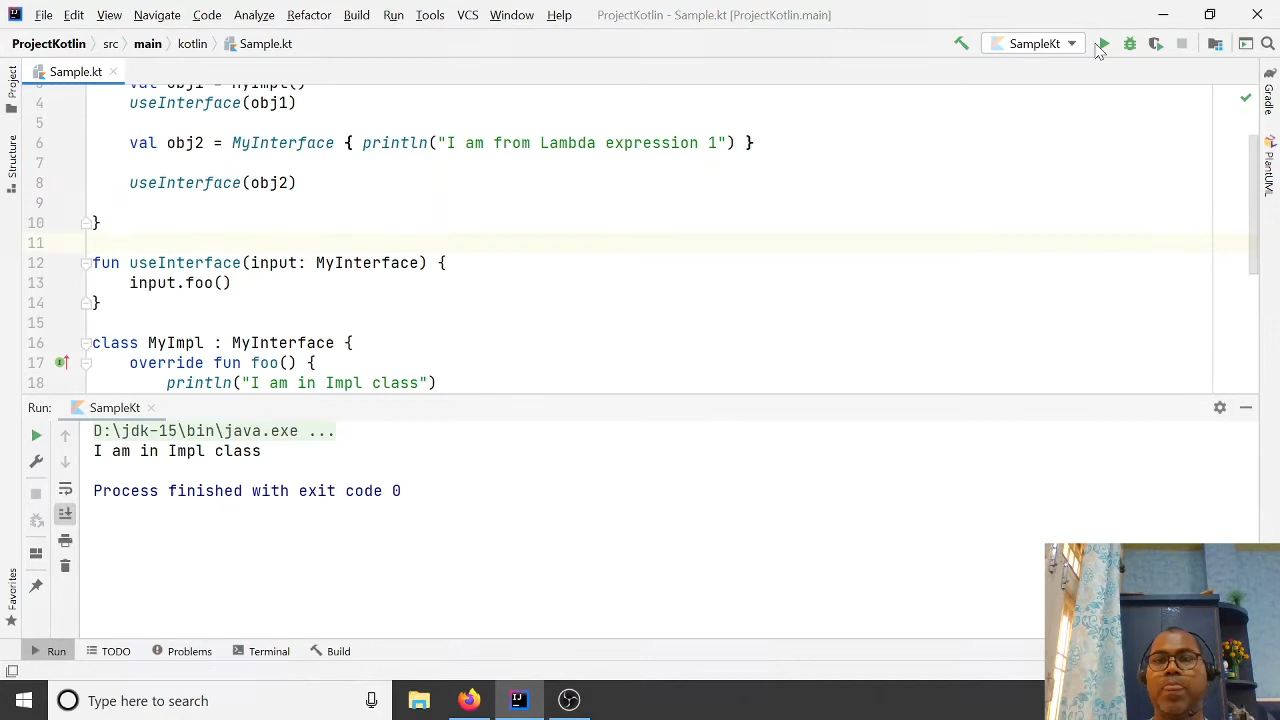 File Edit View Navigate Code Analyze Refactor Build Run Tools VCS Window Help ProjectKotlin - Sample.kt [ProjectKotlin.main]
ProjectKotlin src main kotlin Sample.kt SampleKt
Sample.kt
Project
Structure
Favorites
Gradle
PlantUML
4 useInterface(obj1)
5
6 val obj2 = MyInterface { println("I am from Lambda expression 1") }
7
8 useInterface(obj2)
9
10 }
11
12 fun useInterface(input: MyInterface) {
13 input.foo()
14 }
15
16 class MyImpl : MyInterface {
17 override fun foo() {
18 println("I am in Impl class")
Run: SampleKt
D:\jdk-15\bin\java.exe ...
I am in Impl class
Process finished with exit code 0
Run TODO Problems Terminal Build
Type here to search